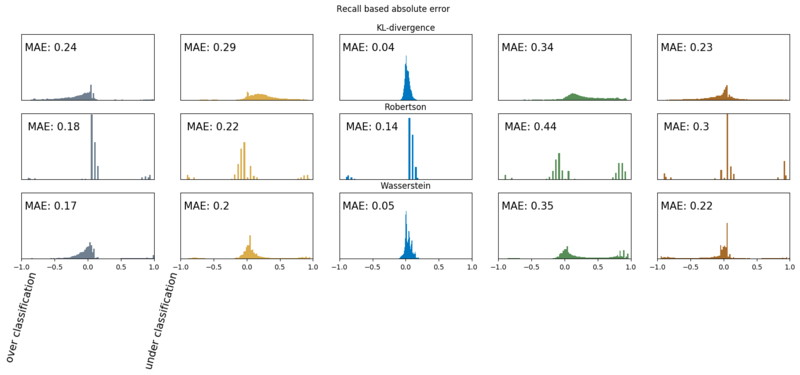 Recall based absolute error
KL-divergence
MAE: 0.24 MAE: 0.29 MAE: 0.04 MAE: 0.34 MAE: 0.23
Robertson
MAE: 0.18 MAE: 0.22 MAE: 0.14 MAE: 0.44 MAE: 0.3
Wasserstein
MAE: 0.17 MAE: 0.2 MAE: 0.05 MAE: 0.35 MAE: 0.22
−1.0 −0.5 0.0 0.5 1.0 −1.0 −0.5 0.0 0.5 1.0 −1.0 −0.5 0.0 0.5 1.0 −1.0 −0.5 0.0 0.5 1.0 −1.0 −0.5 0.0 0.5 1.0
over classification
under classification